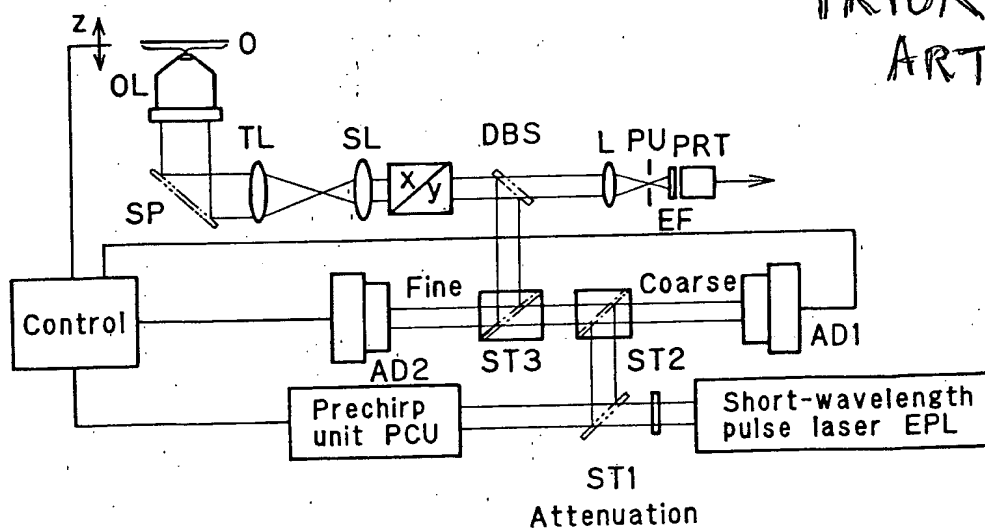 PRIOR
ART
Z
O
OL
TL
SL
DBS
L PU PRT
x/y
SP
EF
Fine
Coarse
Control
AD1
AD2
ST3
ST2
Prechirp
unit PCU
Short-wavelength
pulse laser EPL
ST1
Attenuation